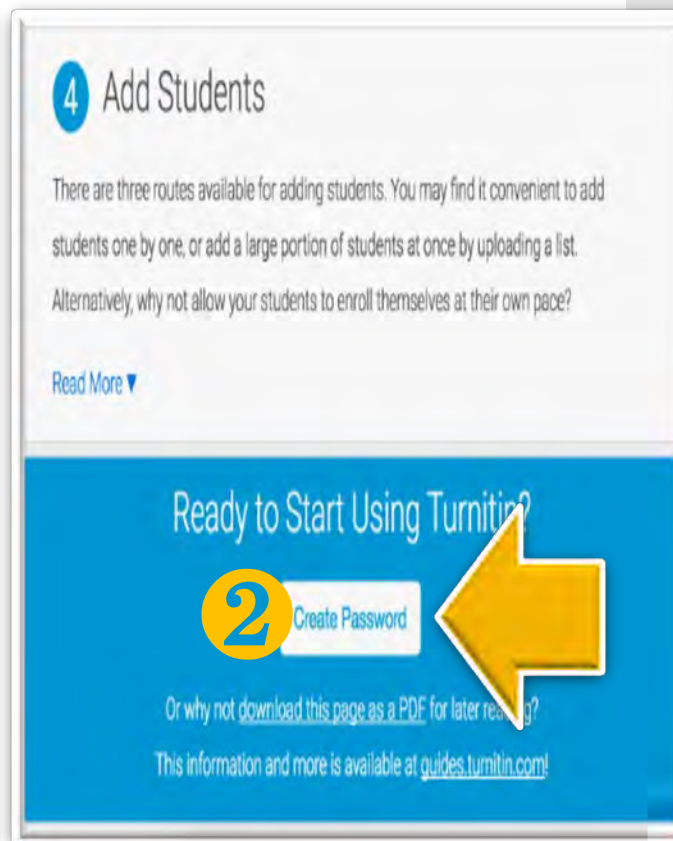 4 Add Students
There are three routes available for adding students. You may find it convenient to add
students one by one, or add a large portion of students at once by uploading a list.
Alternatively, why not allow your students to enroll themselves at their own pace?
Read More ▼
Ready to Start Using Turnitin?
2 Create Password
Or why not download this page as a PDF for later reading?
This information and more is available at guides.turnitin.com!